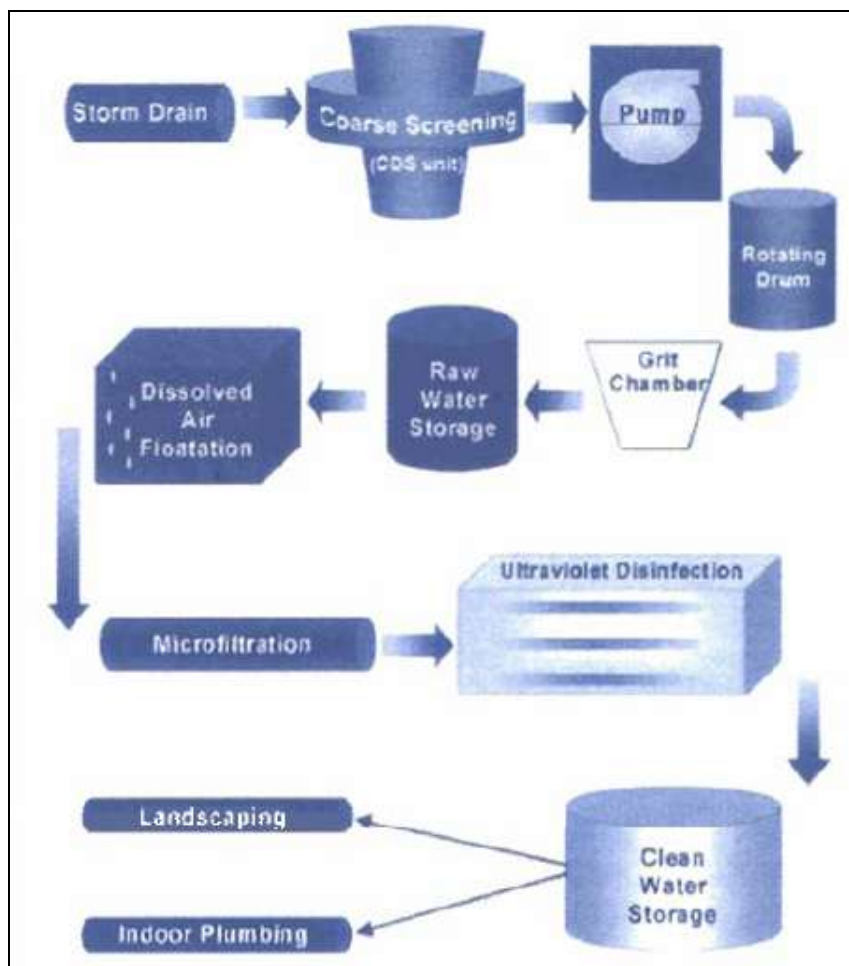 Storm Drain
Coarse Screening
(CDS unit)
Pump
Rotating
Drum
Grit
Chamber
Raw
Water
Storage
Dissolved
Air
Floatation
Ultraviolet Disinfection
Microfiltration
Landscaping
Clean
Water
Storage
Indoor Plumbing